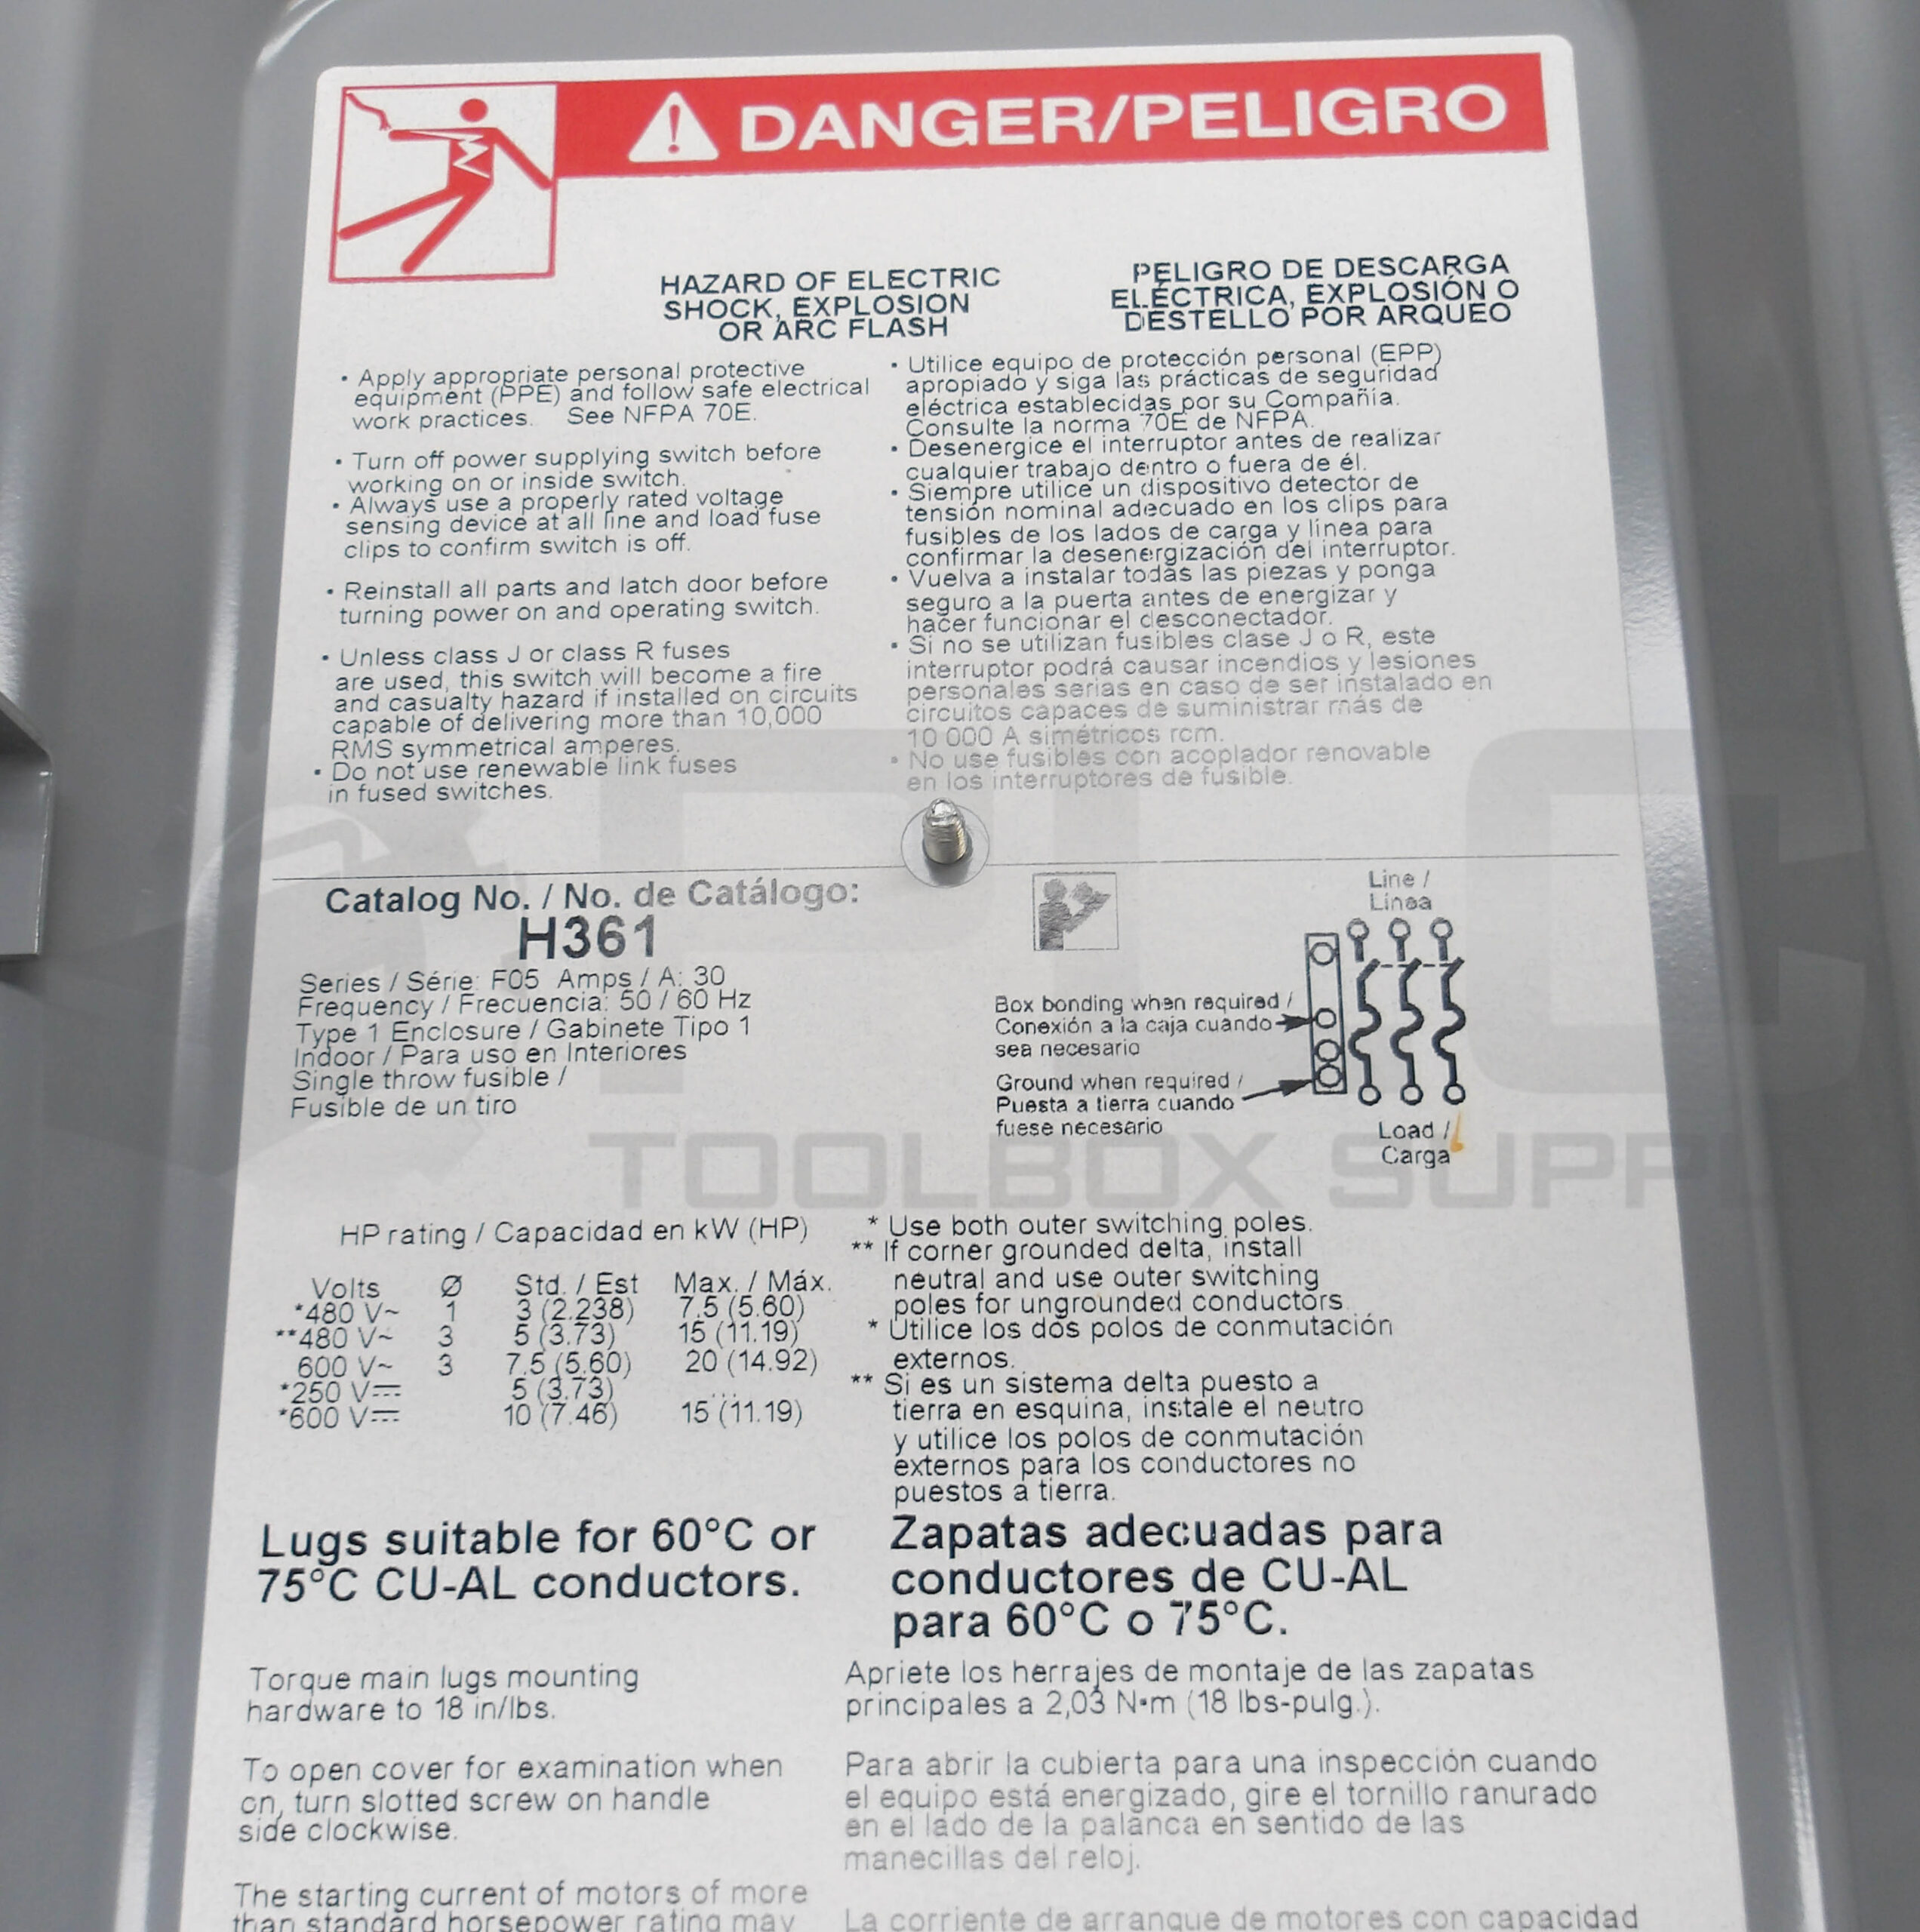 DANGER/PELIGRO
HAZARD OF ELECTRIC
SHOCK, EXPLOSION
OR ARC FLASH
• Apply appropriate personal protective
equipment (PPE) and follow safe electrical
work practices. See NFPA 70E.
• Turn off power supplying switch before
working on or inside switch.
• Always use a properly rated voltage
sensing device at all line and load fuse
clips to confirm switch is off.
• Reinstall all parts and latch door before
turning power on and operating switch.
• Unless class J or class R fuses
are used, this switch will become a fire
and casualty hazard if installed on circuits
capable of delivering more than 10,000
RMS symmetrical amperes.
• Do not use renewable link fuses
in fused switches.
PELIGRO DE DESCARGA
ELÉCTRICA, EXPLOSIÓN O
DESTELLO POR ARQUEO
• Utilice equipo de protección personal (EPP)
apropiado y siga las prácticas de seguridad
eléctrica establecidas por su Compañía.
Consulte la norma 70E de NFPA.
• Desenergice el interruptor antes de realizar
cualquier trabajo dentro o fuera de él.
• Siempre utilice un dispositivo detector de
tensión nominal adecuado en los clips para
fusibles de los lados de carga y línea para
confirmar la desenergización del interruptor.
• Vuelva a instalar todas las piezas y ponga
seguro a la puerta antes de energizar y
hacer funcionar el desconectador.
• Si no se utilizan fusibles clase J o R, este
interruptor podrá causar incendios y lesiones
personales serias en caso de ser instalado en
circuitos capaces de suministrar más de
10 000 A simétricos rcm.
• No use fusibles con acoplador renovable
en los interruptores de fusible.
Catalog No. / No. de Catálogo:
H361
Series / Série: F05 Amps / A: 30
Frequency / Frecuencia: 50 / 60 Hz
Type 1 Enclosure / Gabinete Tipo 1
Indoor / Para uso en Interiores
Single throw fusible /
Fusible de un tiro
Line /
Línea
Box bonding when required /
Conexión a la caja cuando
sea necesario
Ground when required /
Puesta a tierra cuando
fuese necesario
Load /
Carga
PLC
TOOLBOX SUPPL
HP rating / Capacidad en kW (HP)
Volts Ø Std. / Est Max. / Máx.
*480 V~ 1 3 (2.238) 7.5 (5.60)
**480 V~ 3 5 (3.73) 15 (11.19)
600 V~ 3 7.5 (5.60) 20 (14.92)
*250 V⎓ 5 (3.73) ...
*600 V⎓ 10 (7.46) 15 (11.19)
* Use both outer switching poles.
** If corner grounded delta, install
neutral and use outer switching
poles for ungrounded conductors.
* Utilice los dos polos de conmutación
externos.
** Si es un sistema delta puesto a
tierra en esquina, instale el neutro
y utilice los polos de conmutación
externos para los conductores no
puestos a tierra.
Lugs suitable for 60°C or
75°C CU-AL conductors.
Zapatas adecuadas para
conductores de CU-AL
para 60°C o 75°C.
Torque main lugs mounting
hardware to 18 in/lbs.
Apriete los herrajes de montaje de las zapatas
principales a 2,03 N•m (18 lbs-pulg.).
To open cover for examination when
on, turn slotted screw on handle
side clockwise.
Para abrir la cubierta para una inspección cuando
el equipo está energizado, gire el tornillo ranurado
en el lado de la palanca en sentido de las
manecillas del reloj.
The starting current of motors of more
than standard horsepower rating may
La corriente de arranque de motores con capacidad